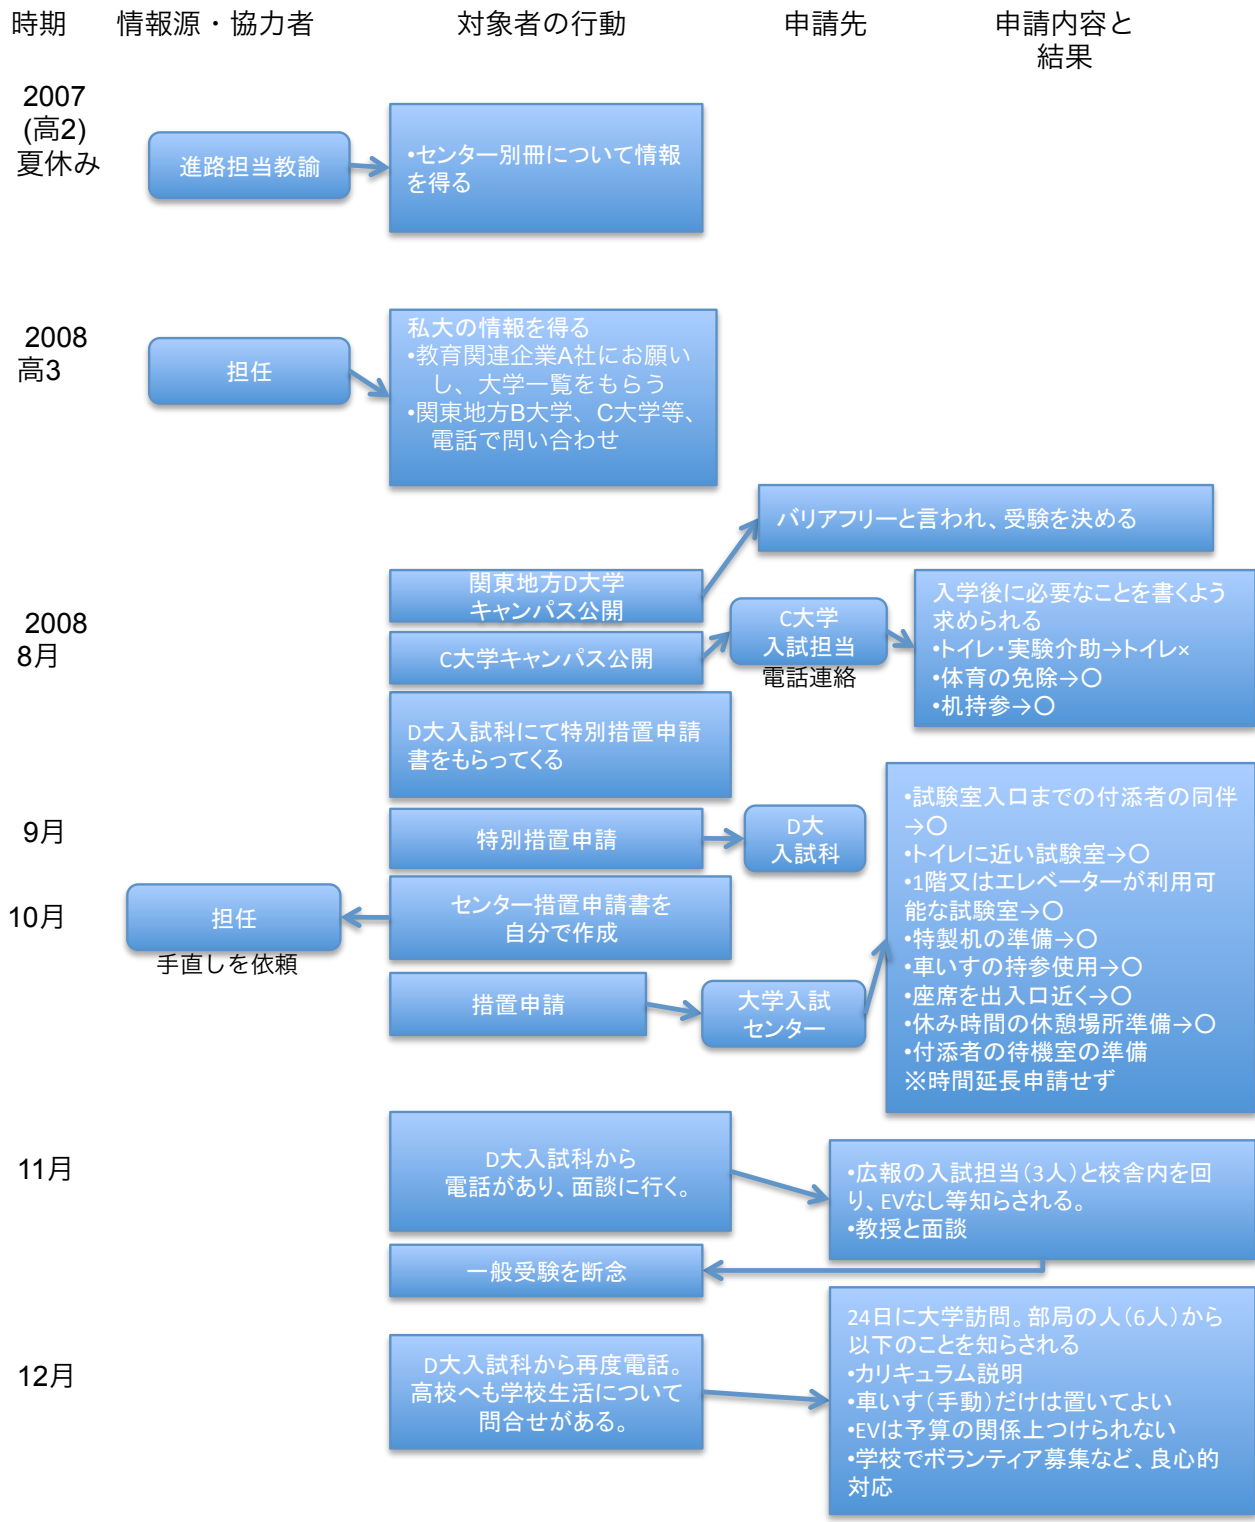 時期 情報源・協力者 対象者の行動 申請先 申請内容と
結果
2007
(高2)
夏休み
進路担当教諭
•センター別冊について情報
を得る
2008
高3
担任
私大の情報を得る
•教育関連企業A社にお願い
し、大学一覧をもらう
•関東地方B大学、C大学等、
電話で問い合わせ
バリアフリーと言われ、受験を決める
2008
8月
関東地方D大学
キャンパス公開
C大学キャンパス公開
C大学
入試担当
電話連絡
入学後に必要なことを書くよう
求められる
•トイレ・実験介助→トイレ×
•体育の免除→〇
•机持参→〇
D大入試科にて特別措置申請
書をもらってくる
9月
特別措置申請
D大
入試科
10月
担任
手直しを依頼
センター措置申請書を
自分で作成
措置申請
大学入試
センター
•試験室入口までの付添者の同伴
→〇
•トイレに近い試験室→〇
•1階又はエレベーターが利用可
能な試験室→〇
•特製机の準備→〇
•車いすの持参使用→〇
•座席を出入口近く→〇
•休み時間の休憩場所準備→〇
•付添者の待機室の準備
※時間延長申請せず
11月
D大入試科から
電話があり、面談に行く。
•広報の入試担当（3人）と校舎内を回
り、EVなし等知らされる。
•教授と面談
一般受験を断念
12月
D大入試科から再度電話。
高校へも学校生活について
問合せがある。
24日に大学訪問。部局の人（6人）から
以下のことを知らされる
•カリキュラム説明
•車いす（手動）だけは置いてよい
•EVは予算の関係上つけられない
•学校でボランティア募集など、良心的
対応